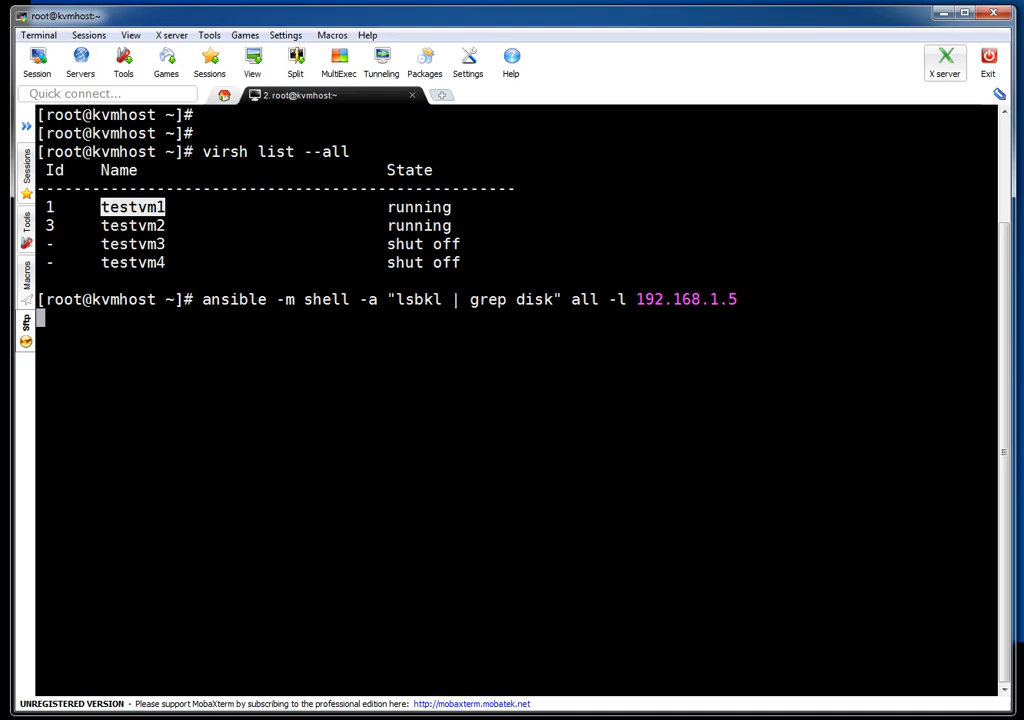 root@kvmhost:~
Terminal Sessions View X server Tools Games Settings Macros Help
Session Servers Tools Games Sessions View Split MultiExec Tunneling Packages Settings Help X server Exit
Quick connect...
2. root@kvmhost:~
Sessions
Tools
Macros
Sftp
[root@kvmhost ~]#
[root@kvmhost ~]#
[root@kvmhost ~]# virsh list --all
Id Name State
----------------------------------------------------
1 testvm1 running
3 testvm2 running
- testvm3 shut off
- testvm4 shut off
[root@kvmhost ~]# ansible -m shell -a "lsbkl | grep disk" all -l 192.168.1.5
UNREGISTERED VERSION - Please support MobaXterm by subscribing to the professional edition here: http://mobaxterm.mobatek.net